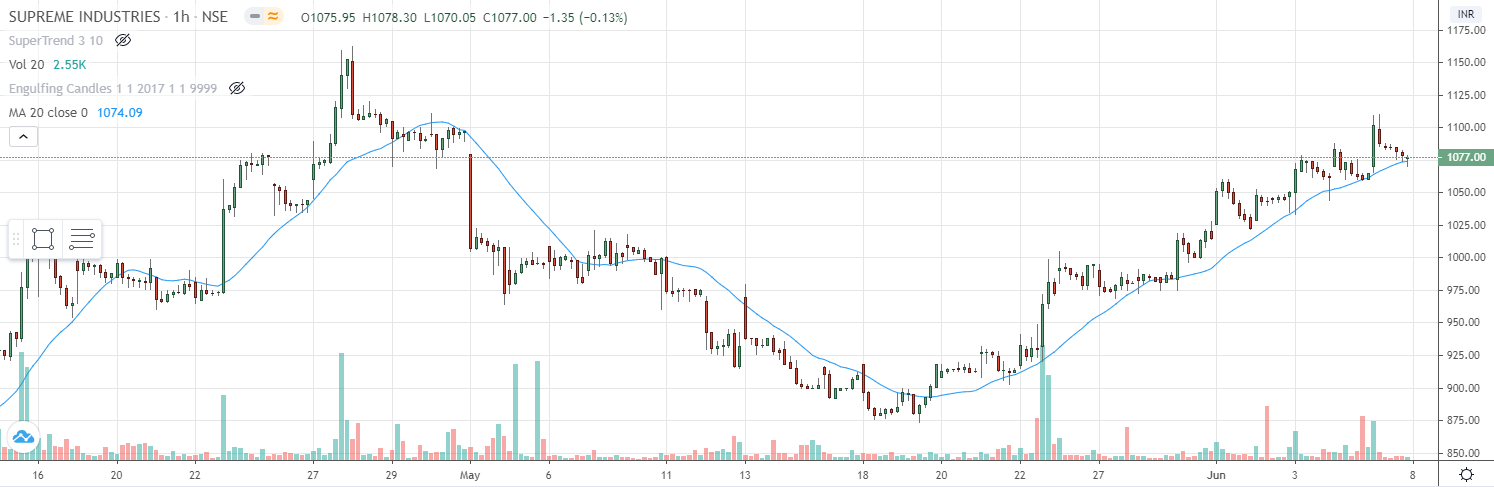 SUPREME INDUSTRIES · 1h · NSE O1075.95 H1078.30 L1070.05 C1077.00 −1.35 (−0.13%)
SuperTrend 3 10
Vol 20 2.55K
Engulfing Candles 1 1 2017 1 1 9999
MA 20 close 0 1074.09
INR
1175.00
1150.00
1125.00
1100.00
1077.00
1050.00
1025.00
1000.00
975.00
950.00
925.00
900.00
875.00
850.00
16 20 22 27 29 May 6 8 11 13 15 18 20 22 27 Jun 3 8